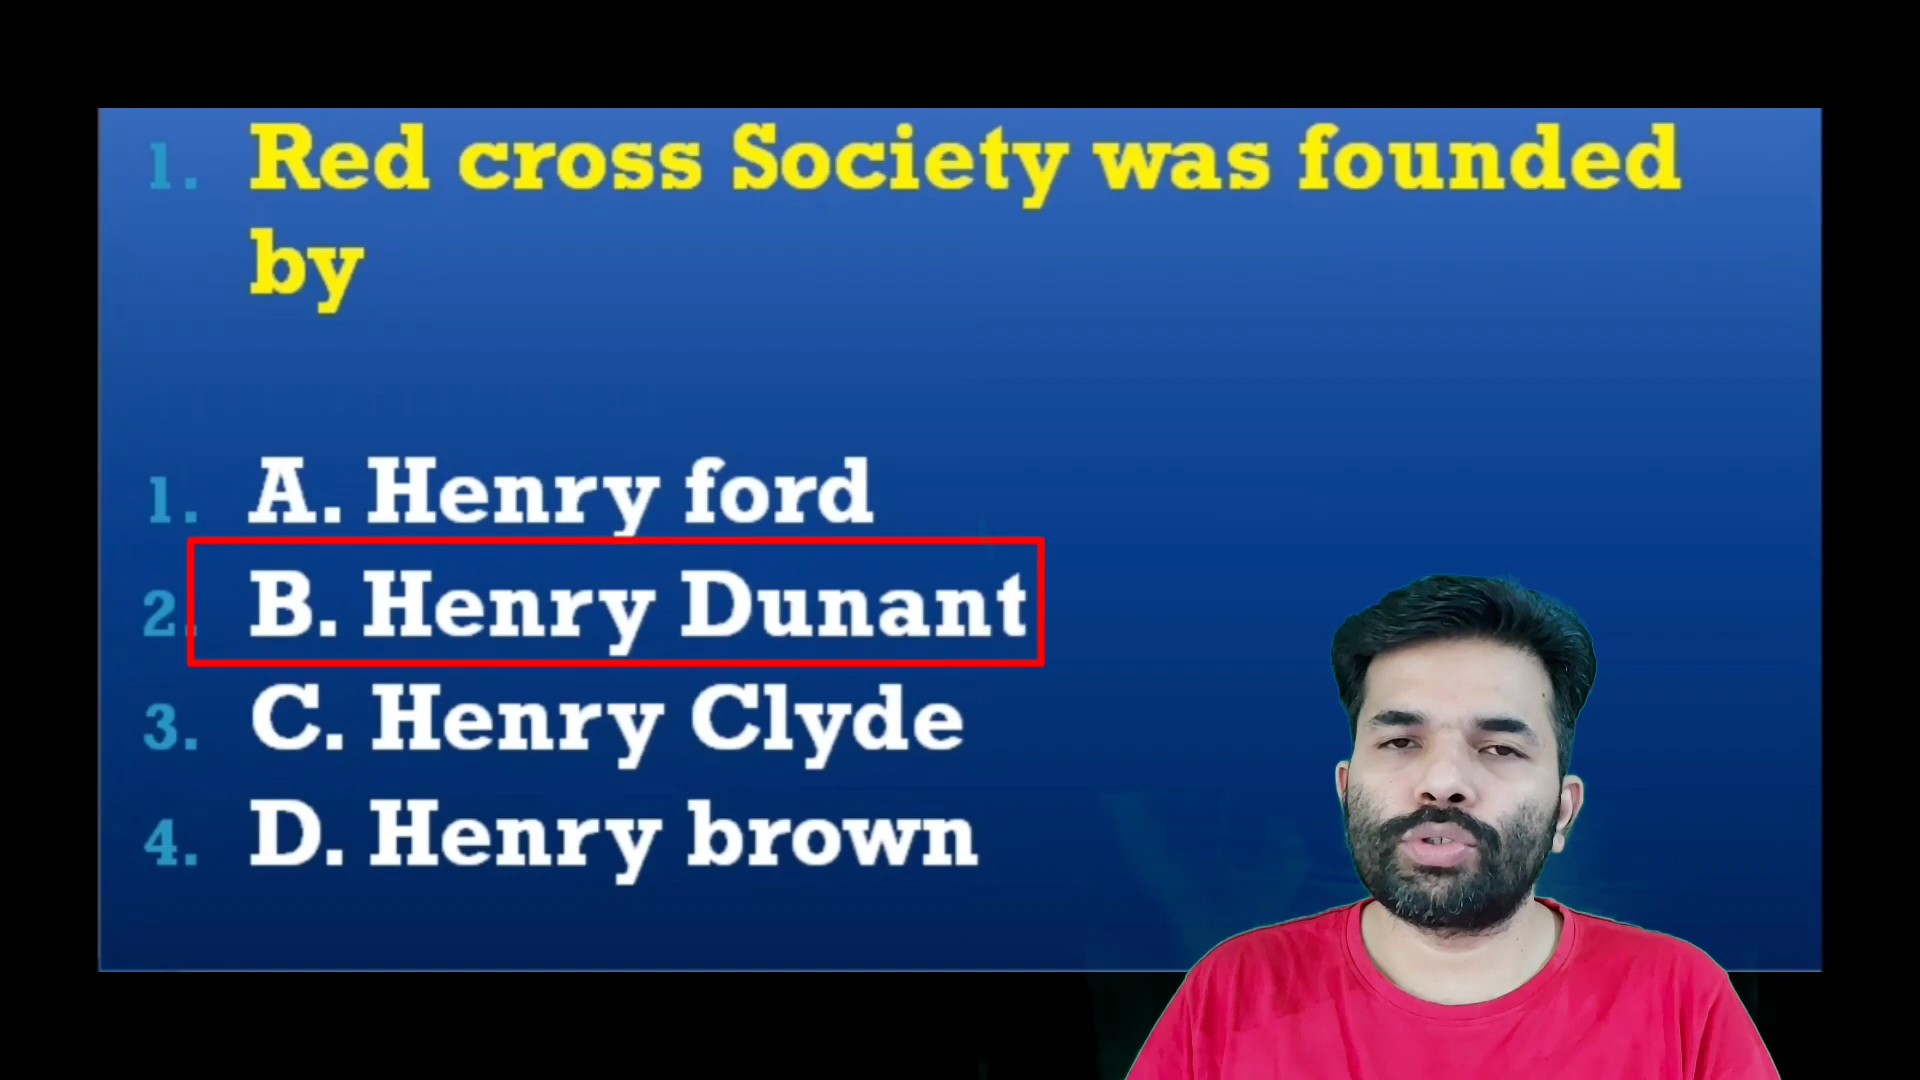 1. Red cross Society was founded
by
1. A. Henry ford
2. B. Henry Dunant
3. C. Henry Clyde
4. D. Henry brown